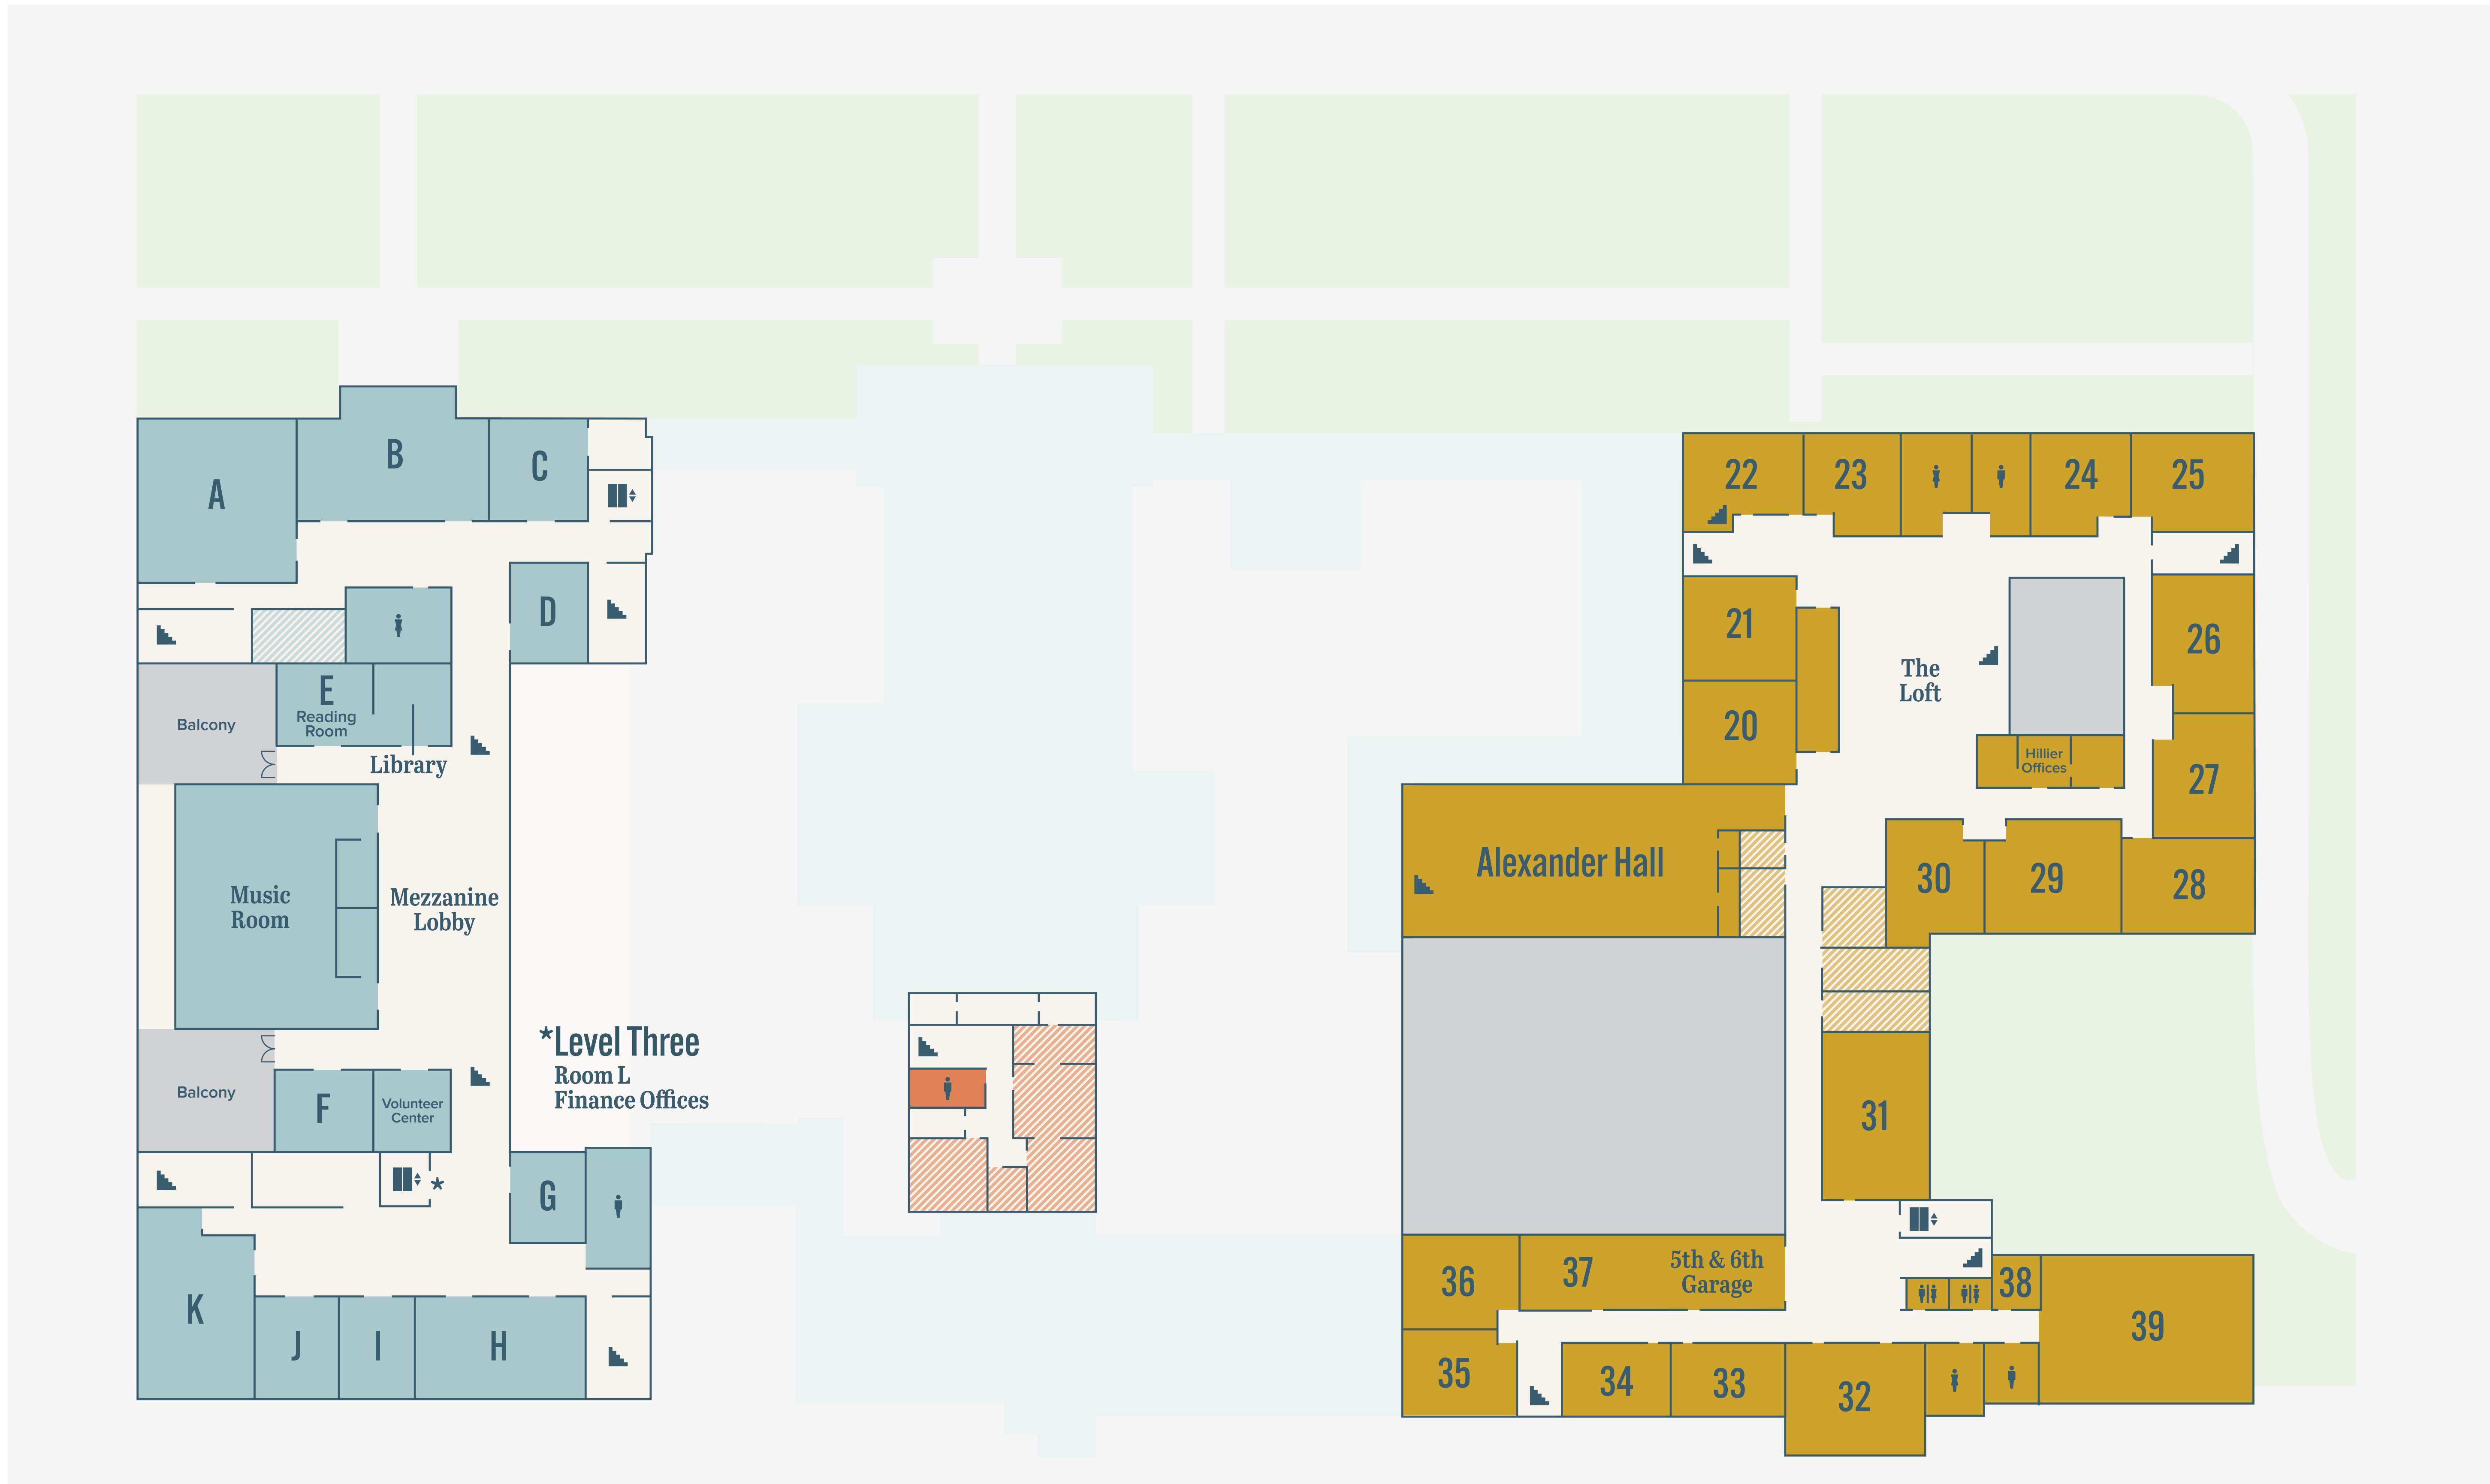 A
B
C
D
E
Reading
Room
Library
Balcony
Music
Room
Mezzanine
Lobby
Balcony
F
Volunteer
Center
*Level Three
Room L
Finance Offices
*
G
K
J
I
H
22
23
24
25
21
20
The
Loft
26
27
Hillier
Offices
Alexander Hall
30
29
28
31
36
37
5th & 6th
Garage
38
39
35
34
33
32